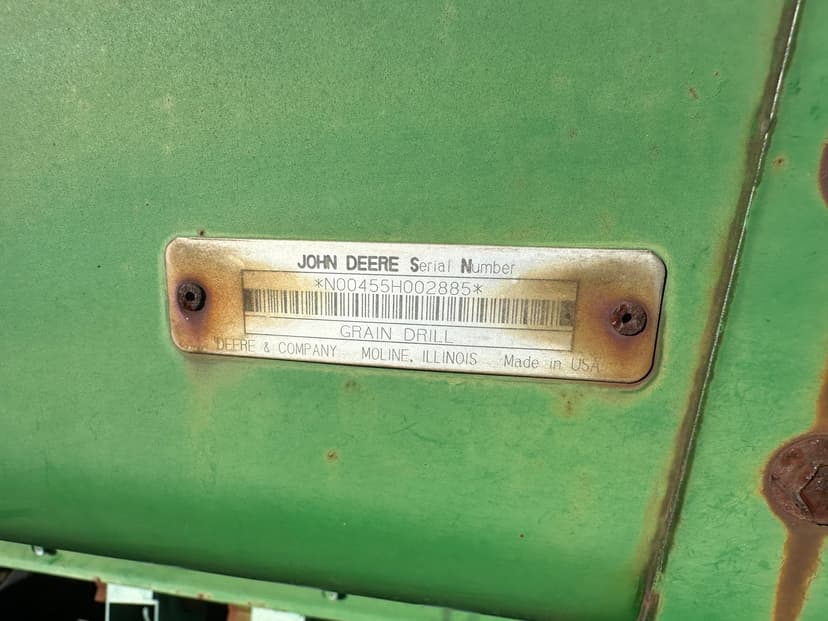 JOHN DEERE Serial Number
*N00455H002885*
GRAIN DRILL
DEERE & COMPANY MOLINE, ILLINOIS Made in USA